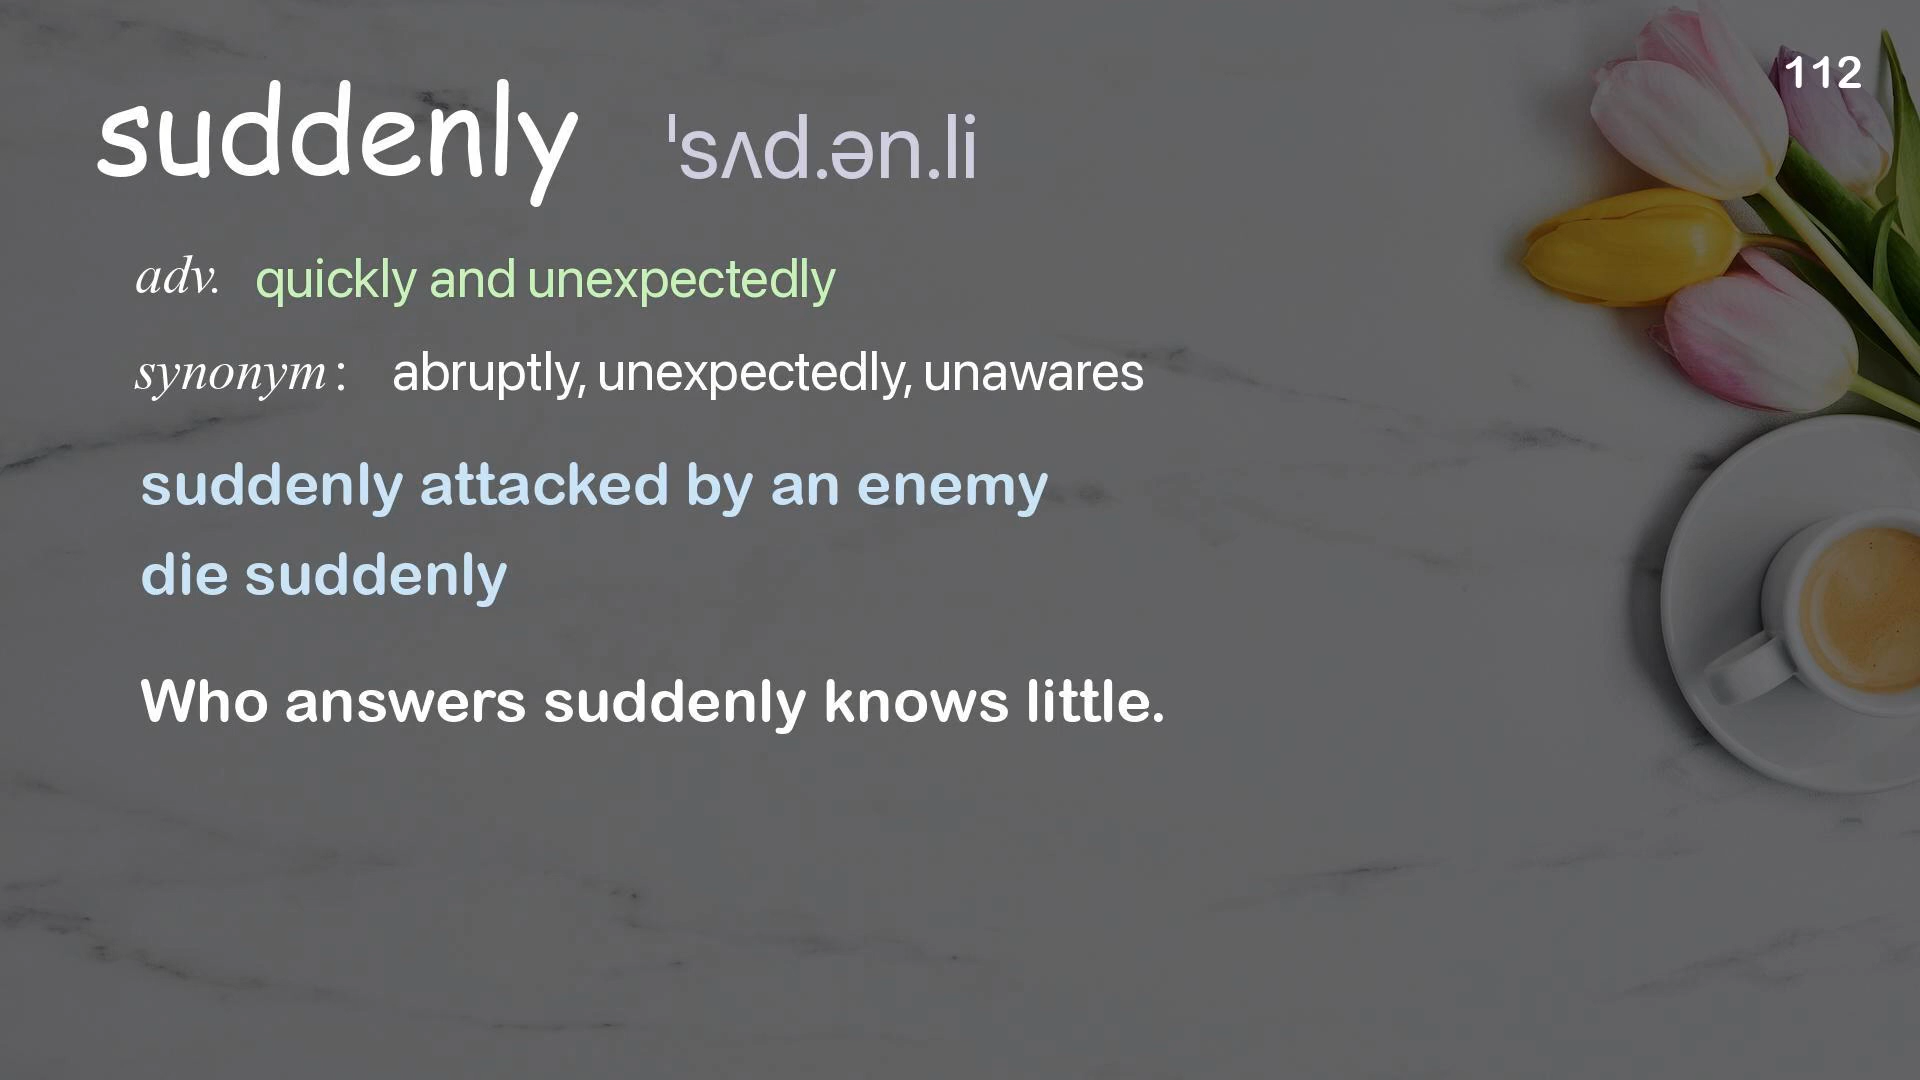 112
suddenly ˈsʌd.ən.li
adv. quickly and unexpectedly
synonym : abruptly, unexpectedly, unawares
suddenly attacked by an enemy
die suddenly
Who answers suddenly knows little.